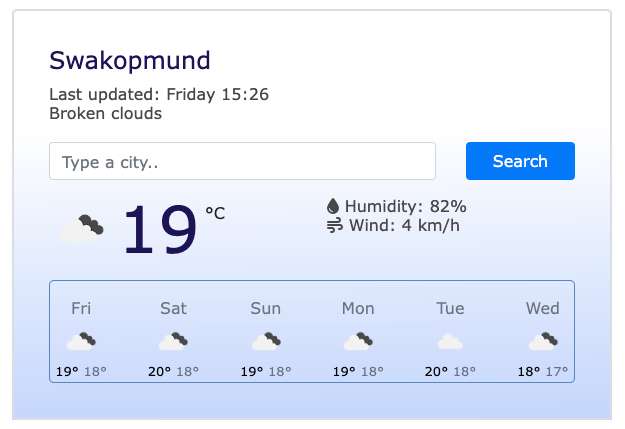 Swakopmund
Last updated: Friday 15:26
Broken clouds
Type a city..
Search
19 °C
Humidity: 82%
Wind: 4 km/h
Fri Sat Sun Mon Tue Wed
19° 18° 20° 18° 19° 18° 19° 18° 20° 18° 18° 17°